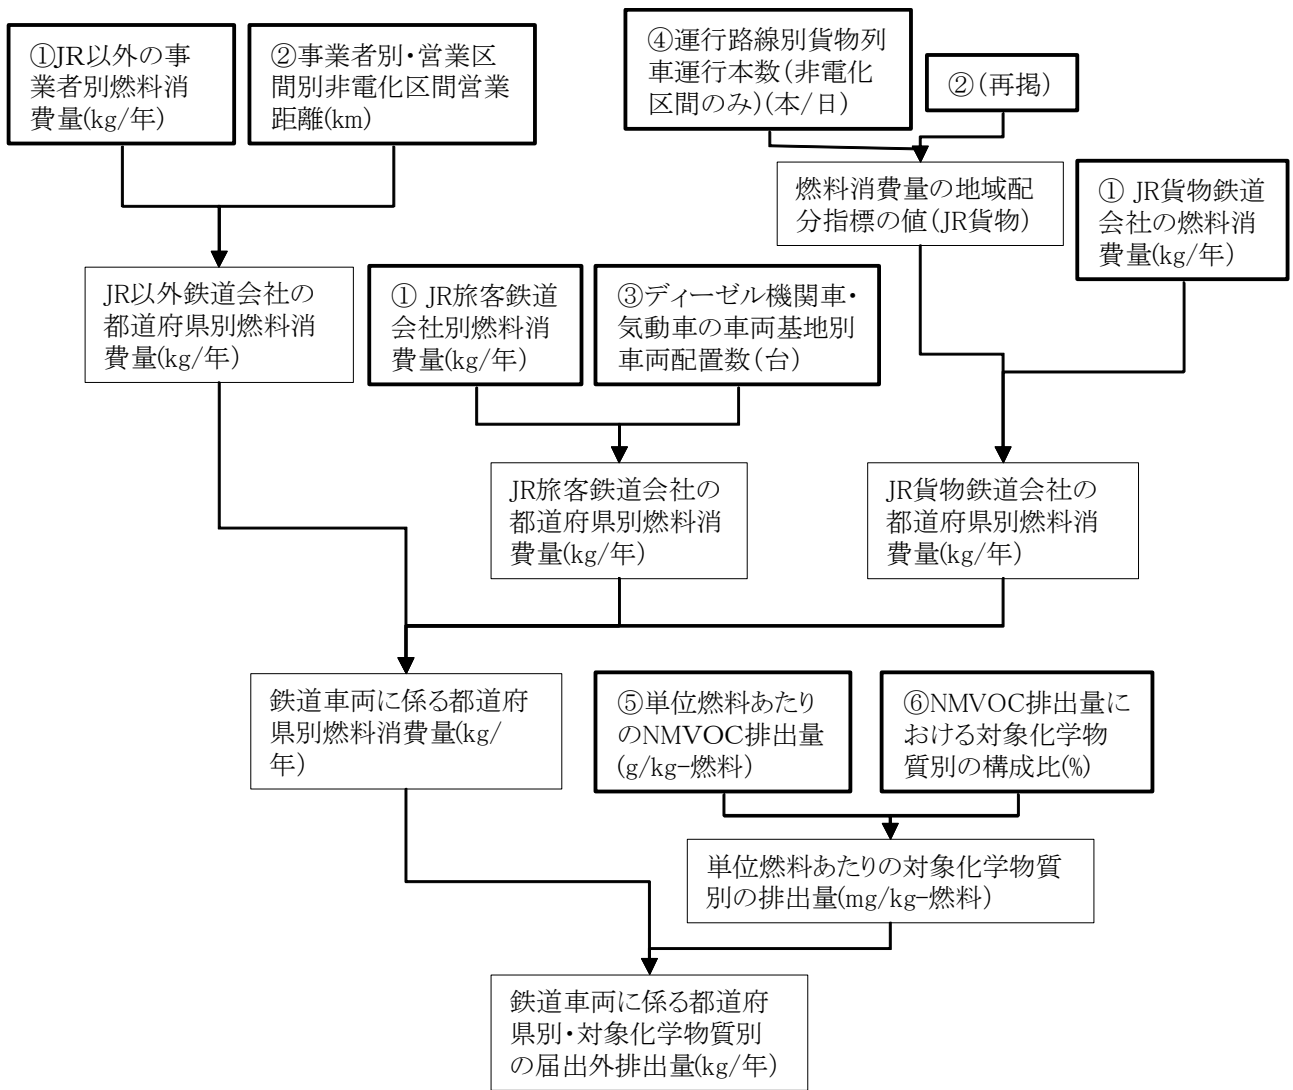 ①JR以外の事
業者別燃料消
費量(kg/年)
②事業者別・営業区
間別非電化区間営業
距離(km)
④運行路線別貨物列
車運行本数(非電化
区間のみ)(本/日)
②(再掲)
燃料消費量の地域配
分指標の値(JR貨物)
① JR貨物鉄道
会社の燃料消
費量(kg/年)
JR以外鉄道会社の
都道府県別燃料消
費量(kg/年)
① JR旅客鉄道
会社別燃料消
費量(kg/年)
③ディーゼル機関車・
気動車の車両基地別
車両配置数(台)
JR旅客鉄道会社の
都道府県別燃料消
費量(kg/年)
JR貨物鉄道会社の
都道府県別燃料消
費量(kg/年)
鉄道車両に係る都道府
県別燃料消費量(kg/
年)
⑤単位燃料あたり
のNMVOC排出量
(g/kg-燃料)
⑥NMVOC排出量に
おける対象化学物
質別の構成比(%)
単位燃料あたりの対象化学物質
別の排出量(mg/kg-燃料)
鉄道車両に係る都道府
県別・対象化学物質別
の届出外排出量(kg/年)